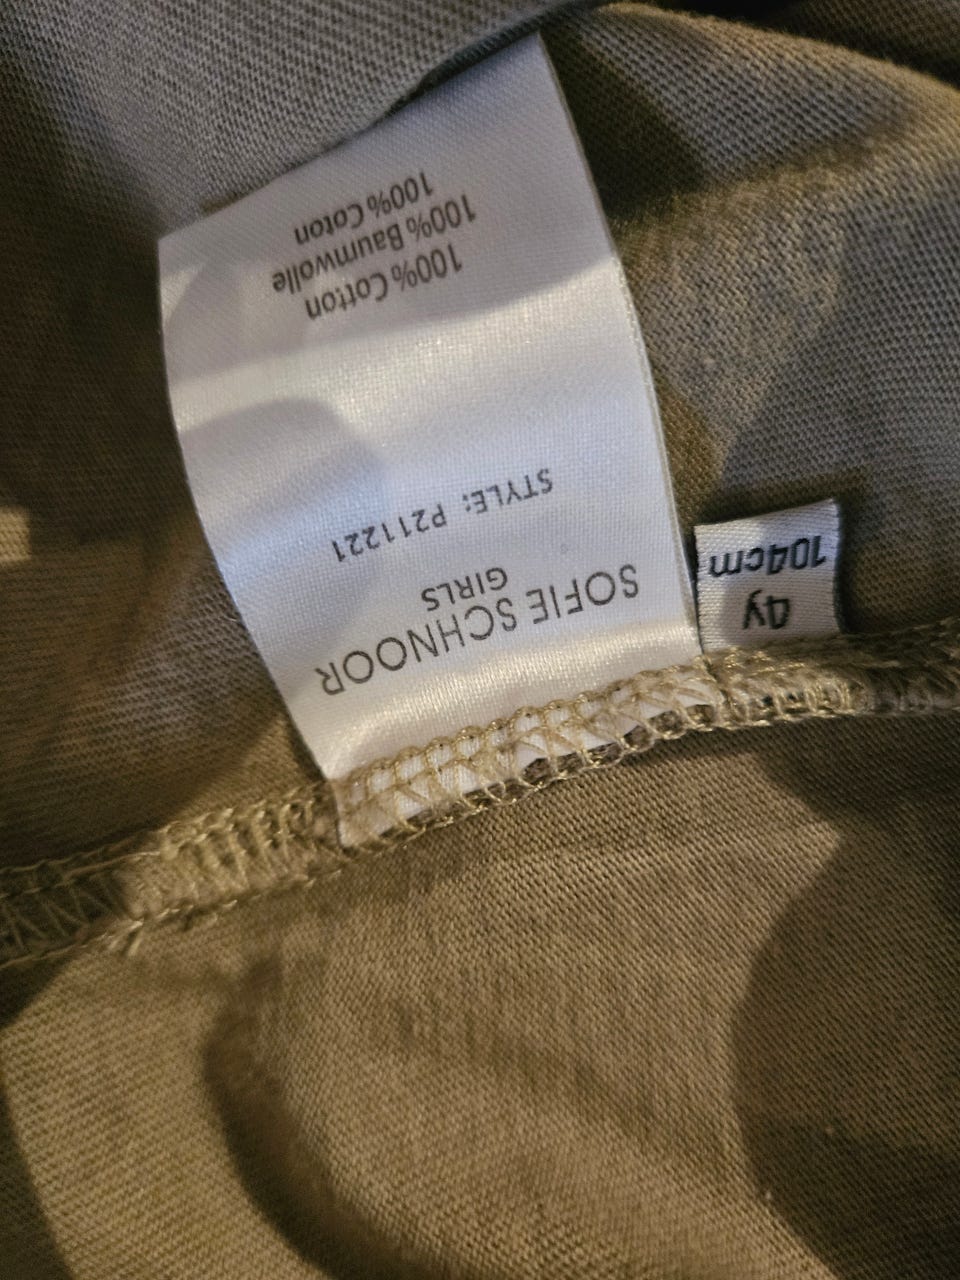 SOFIE SCHNOOR
GIRLS
STYLE: P211221
100% Cotton
100% Baumwolle
100% Coton
4y
104cm